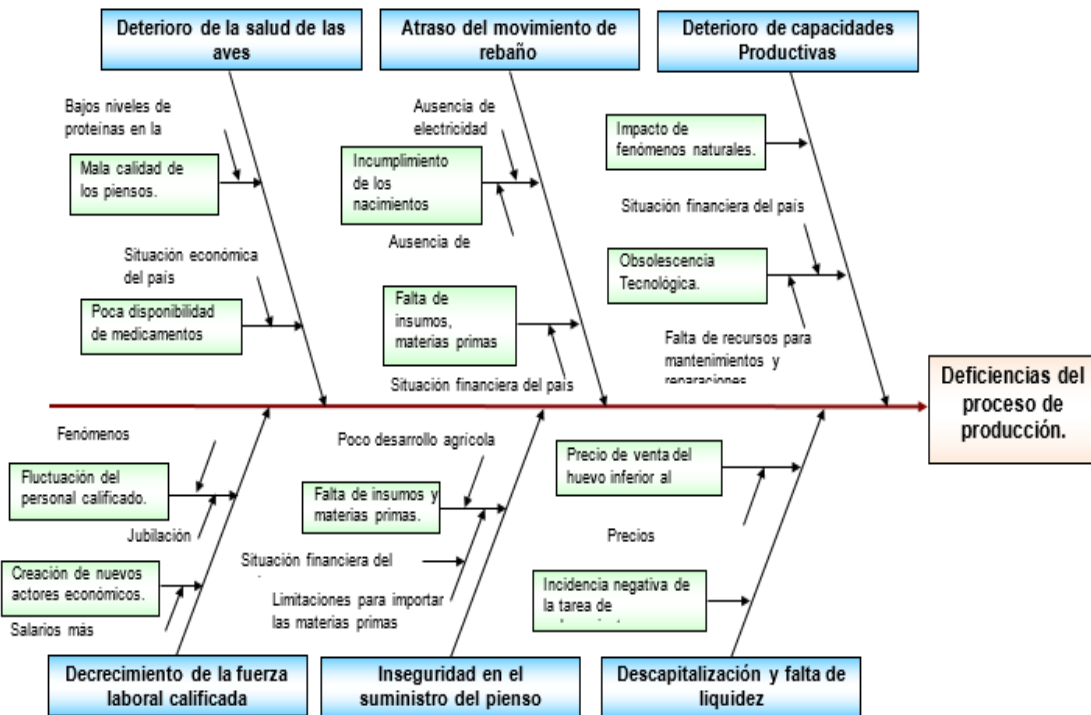 Deterioro de la salud de las
aves
Atraso del movimiento de
rebaño
Deterioro de capacidades
Productivas
Bajos niveles de
proteínas en la
Mala calidad de
los piensos.
Situación económica
del país
Poca disponibilidad
de medicamentos
Ausencia de
electricidad
Incumplimiento
de los
nacimientos
Ausencia de
Falta de
insumos,
materias primas
Situación financiera del país
Impacto de
fenómenos naturales.
Situación financiera del país
Obsolescencia
Tecnológica.
Falta de recursos para
mantenimientos y
reparaciones
Deficiencias del
proceso de
producción.
Fenómenos
Fluctuación del
personal calificado.
Jubilación
Creación de nuevos
actores económicos.
Salarios más
Poco desarrollo agrícola
Falta de insumos y
materias primas.
Situación financiera del
Limitaciones para importar
las materias primas
Precio de venta del
huevo inferior al
Precios
Incidencia negativa de
la tarea de
Decrecimiento de la fuerza
laboral calificada
Inseguridad en el
suministro del pienso
Descapitalización y falta de
liquidez